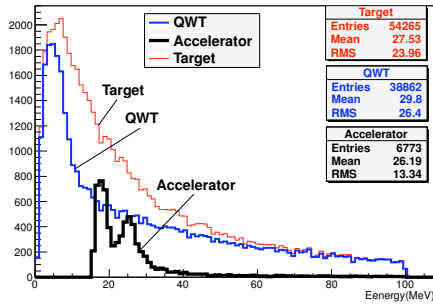 QWT
Accelerator
Target
Target
Entries 54265
Mean 27.53
RMS 23.96
QWT
Entries 38862
Mean 29.8
RMS 26.4
Accelerator
Entries 6773
Mean 26.19
RMS 13.34
Target
QWT
Accelerator
2000
1800
1600
1400
1200
1000
800
600
400
200
0
0 20 40 60 80 100
Eenergy(MeV)